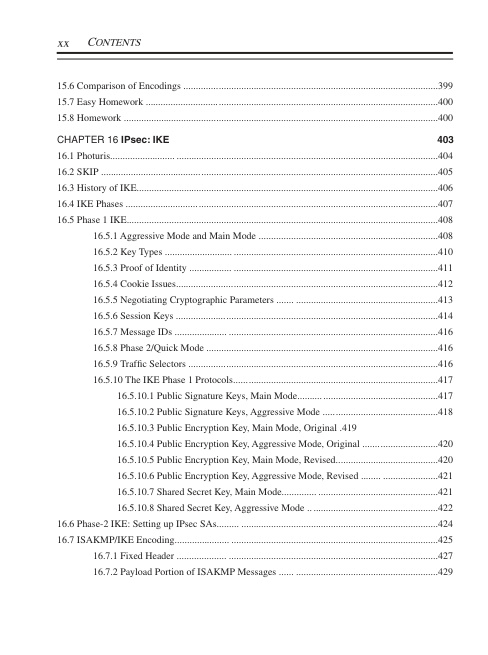 xx CONTENTS
15.6 Comparison of Encodings ....................................................................................................399
15.7 Easy Homework ...................................................................................................................400
15.8 Homework ...........................................................................................................................400
CHAPTER 16 IPsec: IKE 403
16.1 Photuris.................................................................................................................................404
16.2 SKIP .....................................................................................................................................405
16.3 History of IKE.......................................................................................................................406
16.4 IKE Phases ...........................................................................................................................407
16.5 Phase 1 IKE...........................................................................................................................408
16.5.1 Aggressive Mode and Main Mode .......................................................................408
16.5.2 Key Types ............................................................................................................410
16.5.3 Proof of Identity ..................................................................................................411
16.5.4 Cookie Issues........................................................................................................412
16.5.5 Negotiating Cryptographic Parameters ................................................................413
16.5.6 Session Keys ........................................................................................................414
16.5.7 Message IDs ........................................................................................................416
16.5.8 Phase 2/Quick Mode ............................................................................................416
16.5.9 Traffic Selectors ...................................................................................................416
16.5.10 The IKE Phase 1 Protocols.................................................................................417
16.5.10.1 Public Signature Keys, Main Mode........................................................417
16.5.10.2 Public Signature Keys, Aggressive Mode ..............................................418
16.5.10.3 Public Encryption Key, Main Mode, Original .419
16.5.10.4 Public Encryption Key, Aggressive Mode, Original ..............................420
16.5.10.5 Public Encryption Key, Main Mode, Revised.........................................420
16.5.10.6 Public Encryption Key, Aggressive Mode, Revised ..............................421
16.5.10.7 Shared Secret Key, Main Mode..............................................................421
16.5.10.8 Shared Secret Key, Aggressive Mode ....................................................422
16.6 Phase-2 IKE: Setting up IPsec SAs.......................................................................................424
16.7 ISAKMP/IKE Encoding........................................................................................................425
16.7.1 Fixed Header .......................................................................................................427
16.7.2 Payload Portion of ISAKMP Messages ...............................................................429